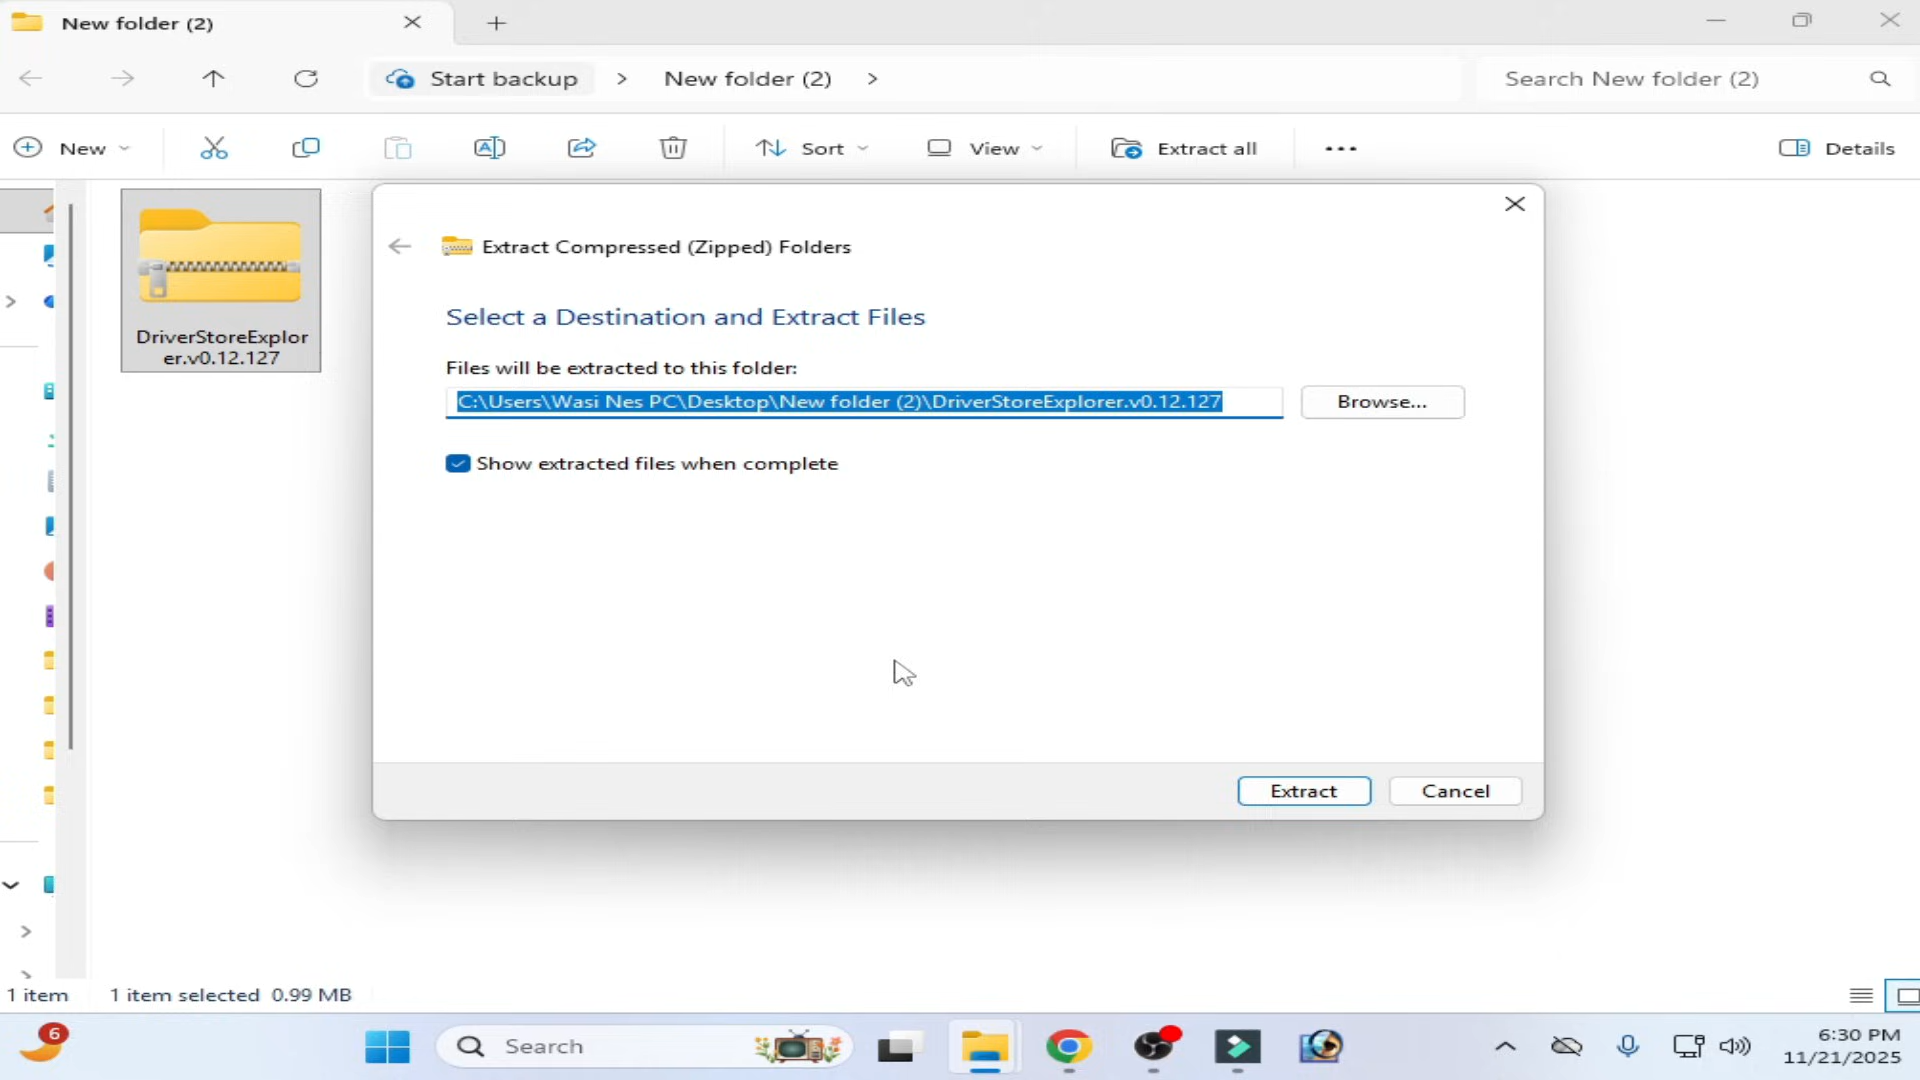 New folder (2)
Start backup
New folder (2)
Search New folder (2)
New
Sort
View
Extract all
Details
DriverStoreExplor
er.v0.12.127
Extract Compressed (Zipped) Folders
Select a Destination and Extract Files
Files will be extracted to this folder:
C:\Users\Wasi Nes PC\Desktop\New folder (2)\DriverStoreExplorer.v0.12.127
Browse...
Show extracted files when complete
Extract
Cancel
1 item
1 item selected 0.99 MB
6
Search
6:30 PM
11/21/2025